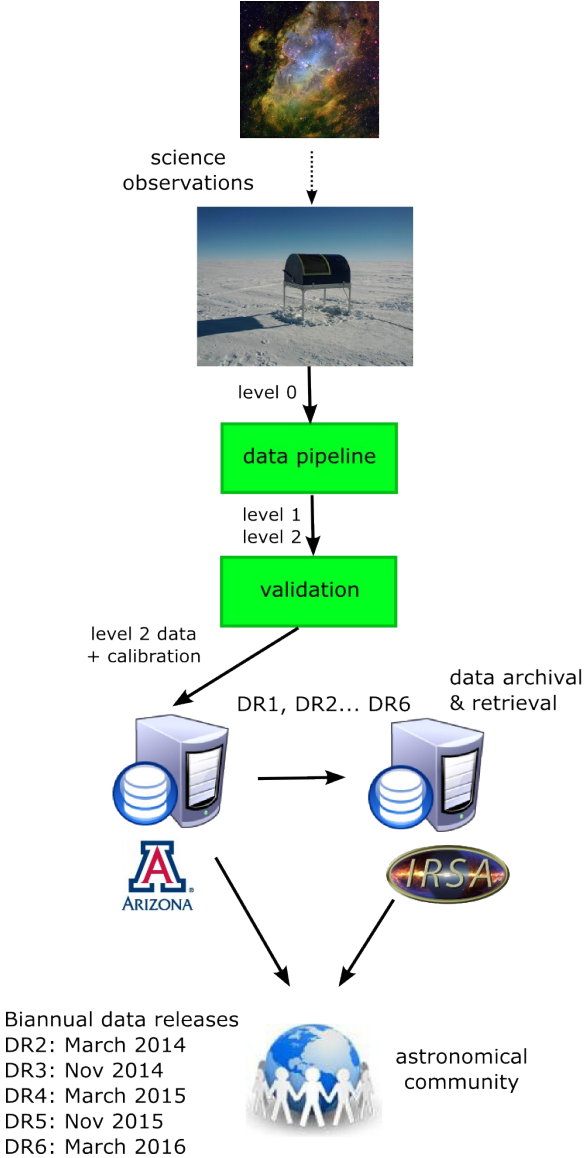 science
observations
level 0
data pipeline
level 1
level 2
validation
level 2 data
+ calibration
data archival
& retrieval
DR1, DR2... DR6
A
ARIZONA
IRSA
Biannual data releases
DR2: March 2014
DR3: Nov 2014
DR4: March 2015
DR5: Nov 2015
DR6: March 2016
astronomical
community